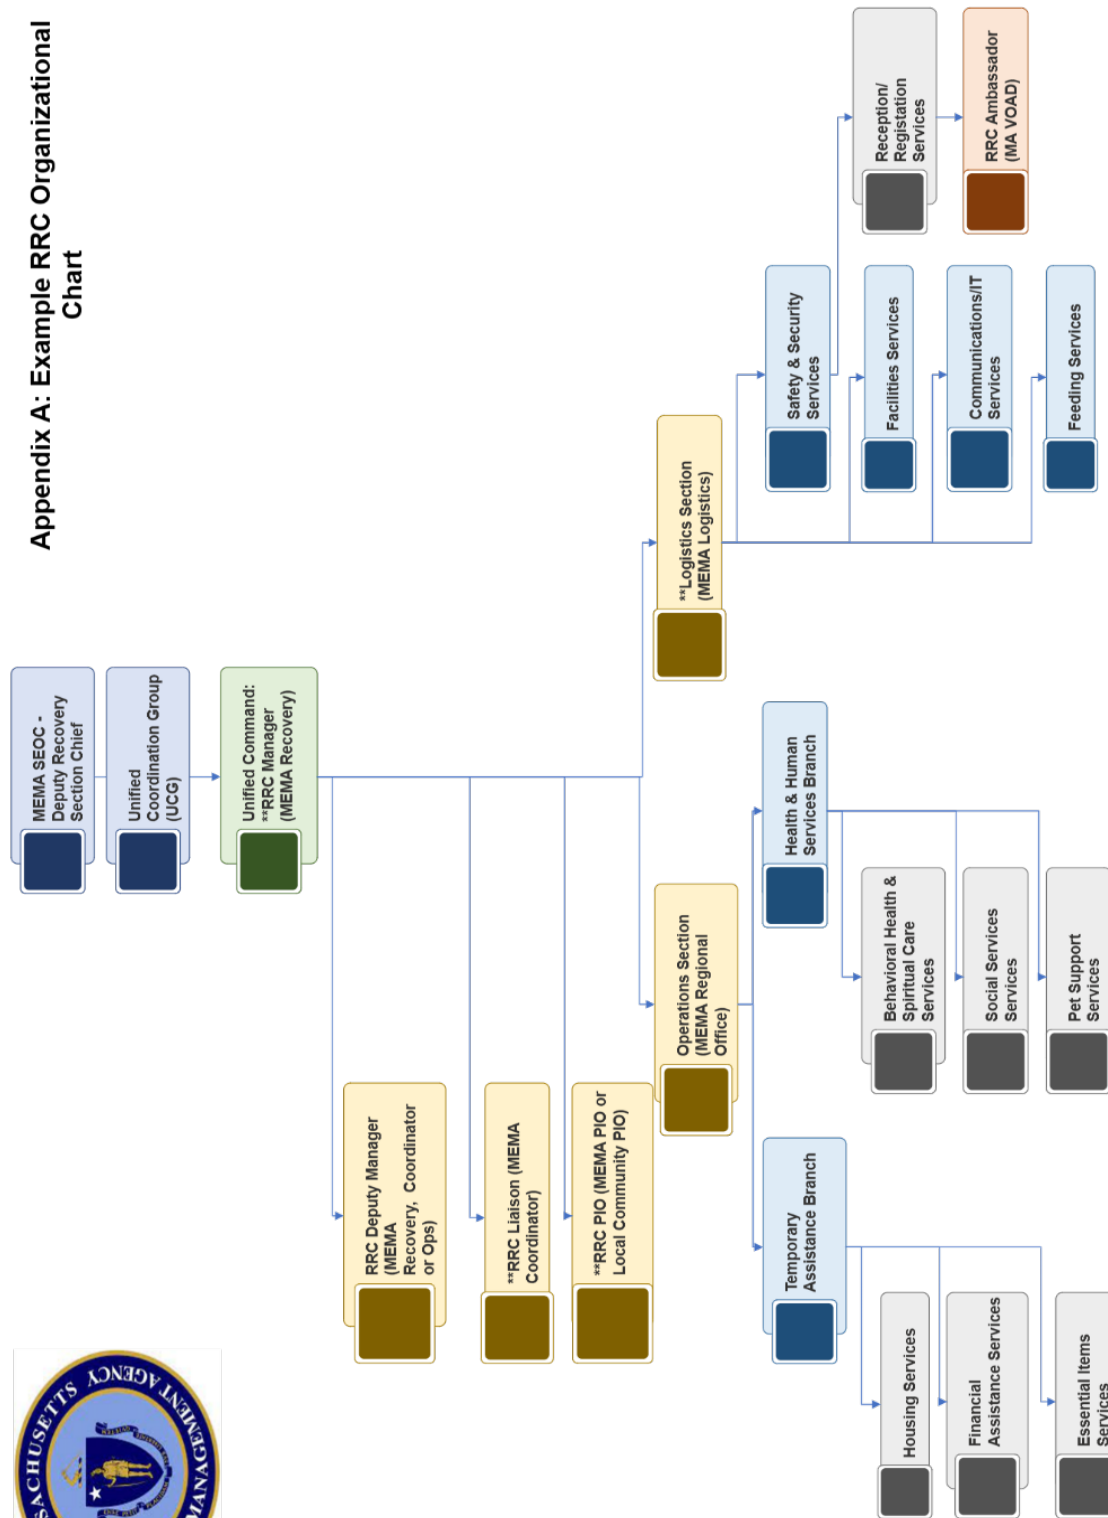 Appendix A: Example RRC Organizational
Chart
SACHUSETTS
AGENCY
MANAGEMENT
MEMA SEOC -
Deputy Recovery
Section Chief
Unified
Coordination Group
(UCG)
Unified Command:
**RRC Manager
(MEMA Recovery)
RRC Deputy Manager
(MEMA
Recovery, Coordinator
or Ops)
**RRC Liaison (MEMA
Coordinator)
**RRC PIO (MEMA PIO or
Local Community PIO)
Operations Section
(MEMA Regional
Office)
**Logistics Section
(MEMA Logistics)
Temporary
Assistance Branch
Health & Human
Services Branch
Housing Services
Financial
Assistance Services
Essential Items
Services
Behavioral Health &
Spiritual Care
Services
Social Services
Services
Pet Support
Services
Safety & Security
Services
Facilities Services
Communications/IT
Services
Feeding Services
Reception/
Registation
Services
RRC Ambassador
(MA VOAD)